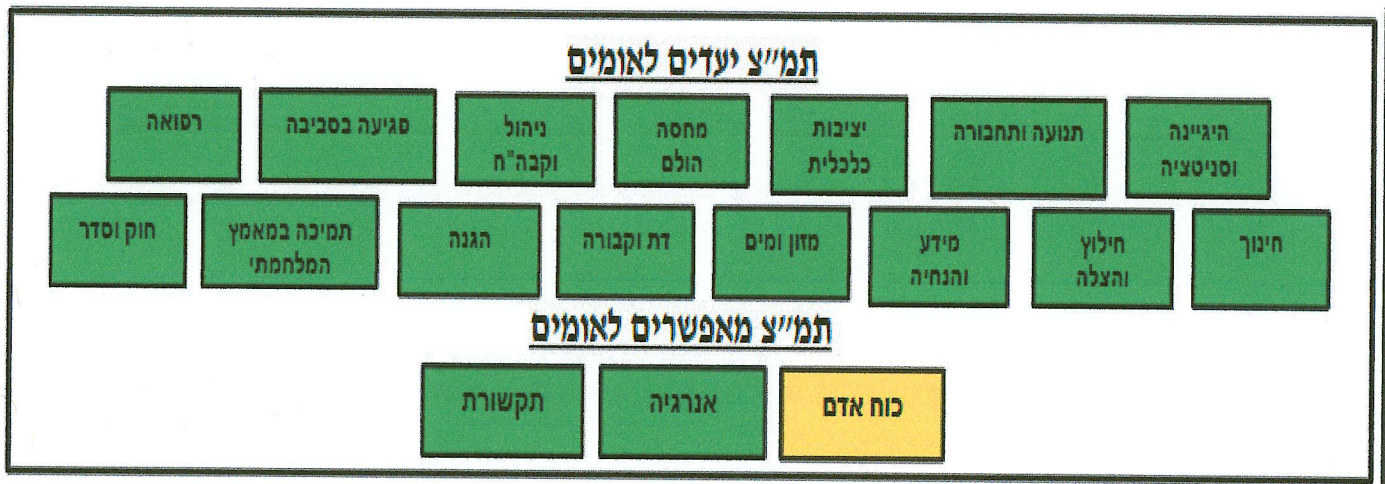 תמ״צ יעדים לאומים
היגיינה
וסניטציה
תנועה ותחבורה
יציבות
כלכלית
מחסה
הולם
ניהול
וקבה"ח
פגיעה בסביבה
רפואה
חינוך
חילוץ
והצלה
מידע
והנחיה
מזון ומים
דת וקבורה
הגנה
תמיכה במאמץ
המלחמתי
חוק וסדר
תמ״צ מאפשרים לאומים
כוח אדם
אנרגיה
תקשורת